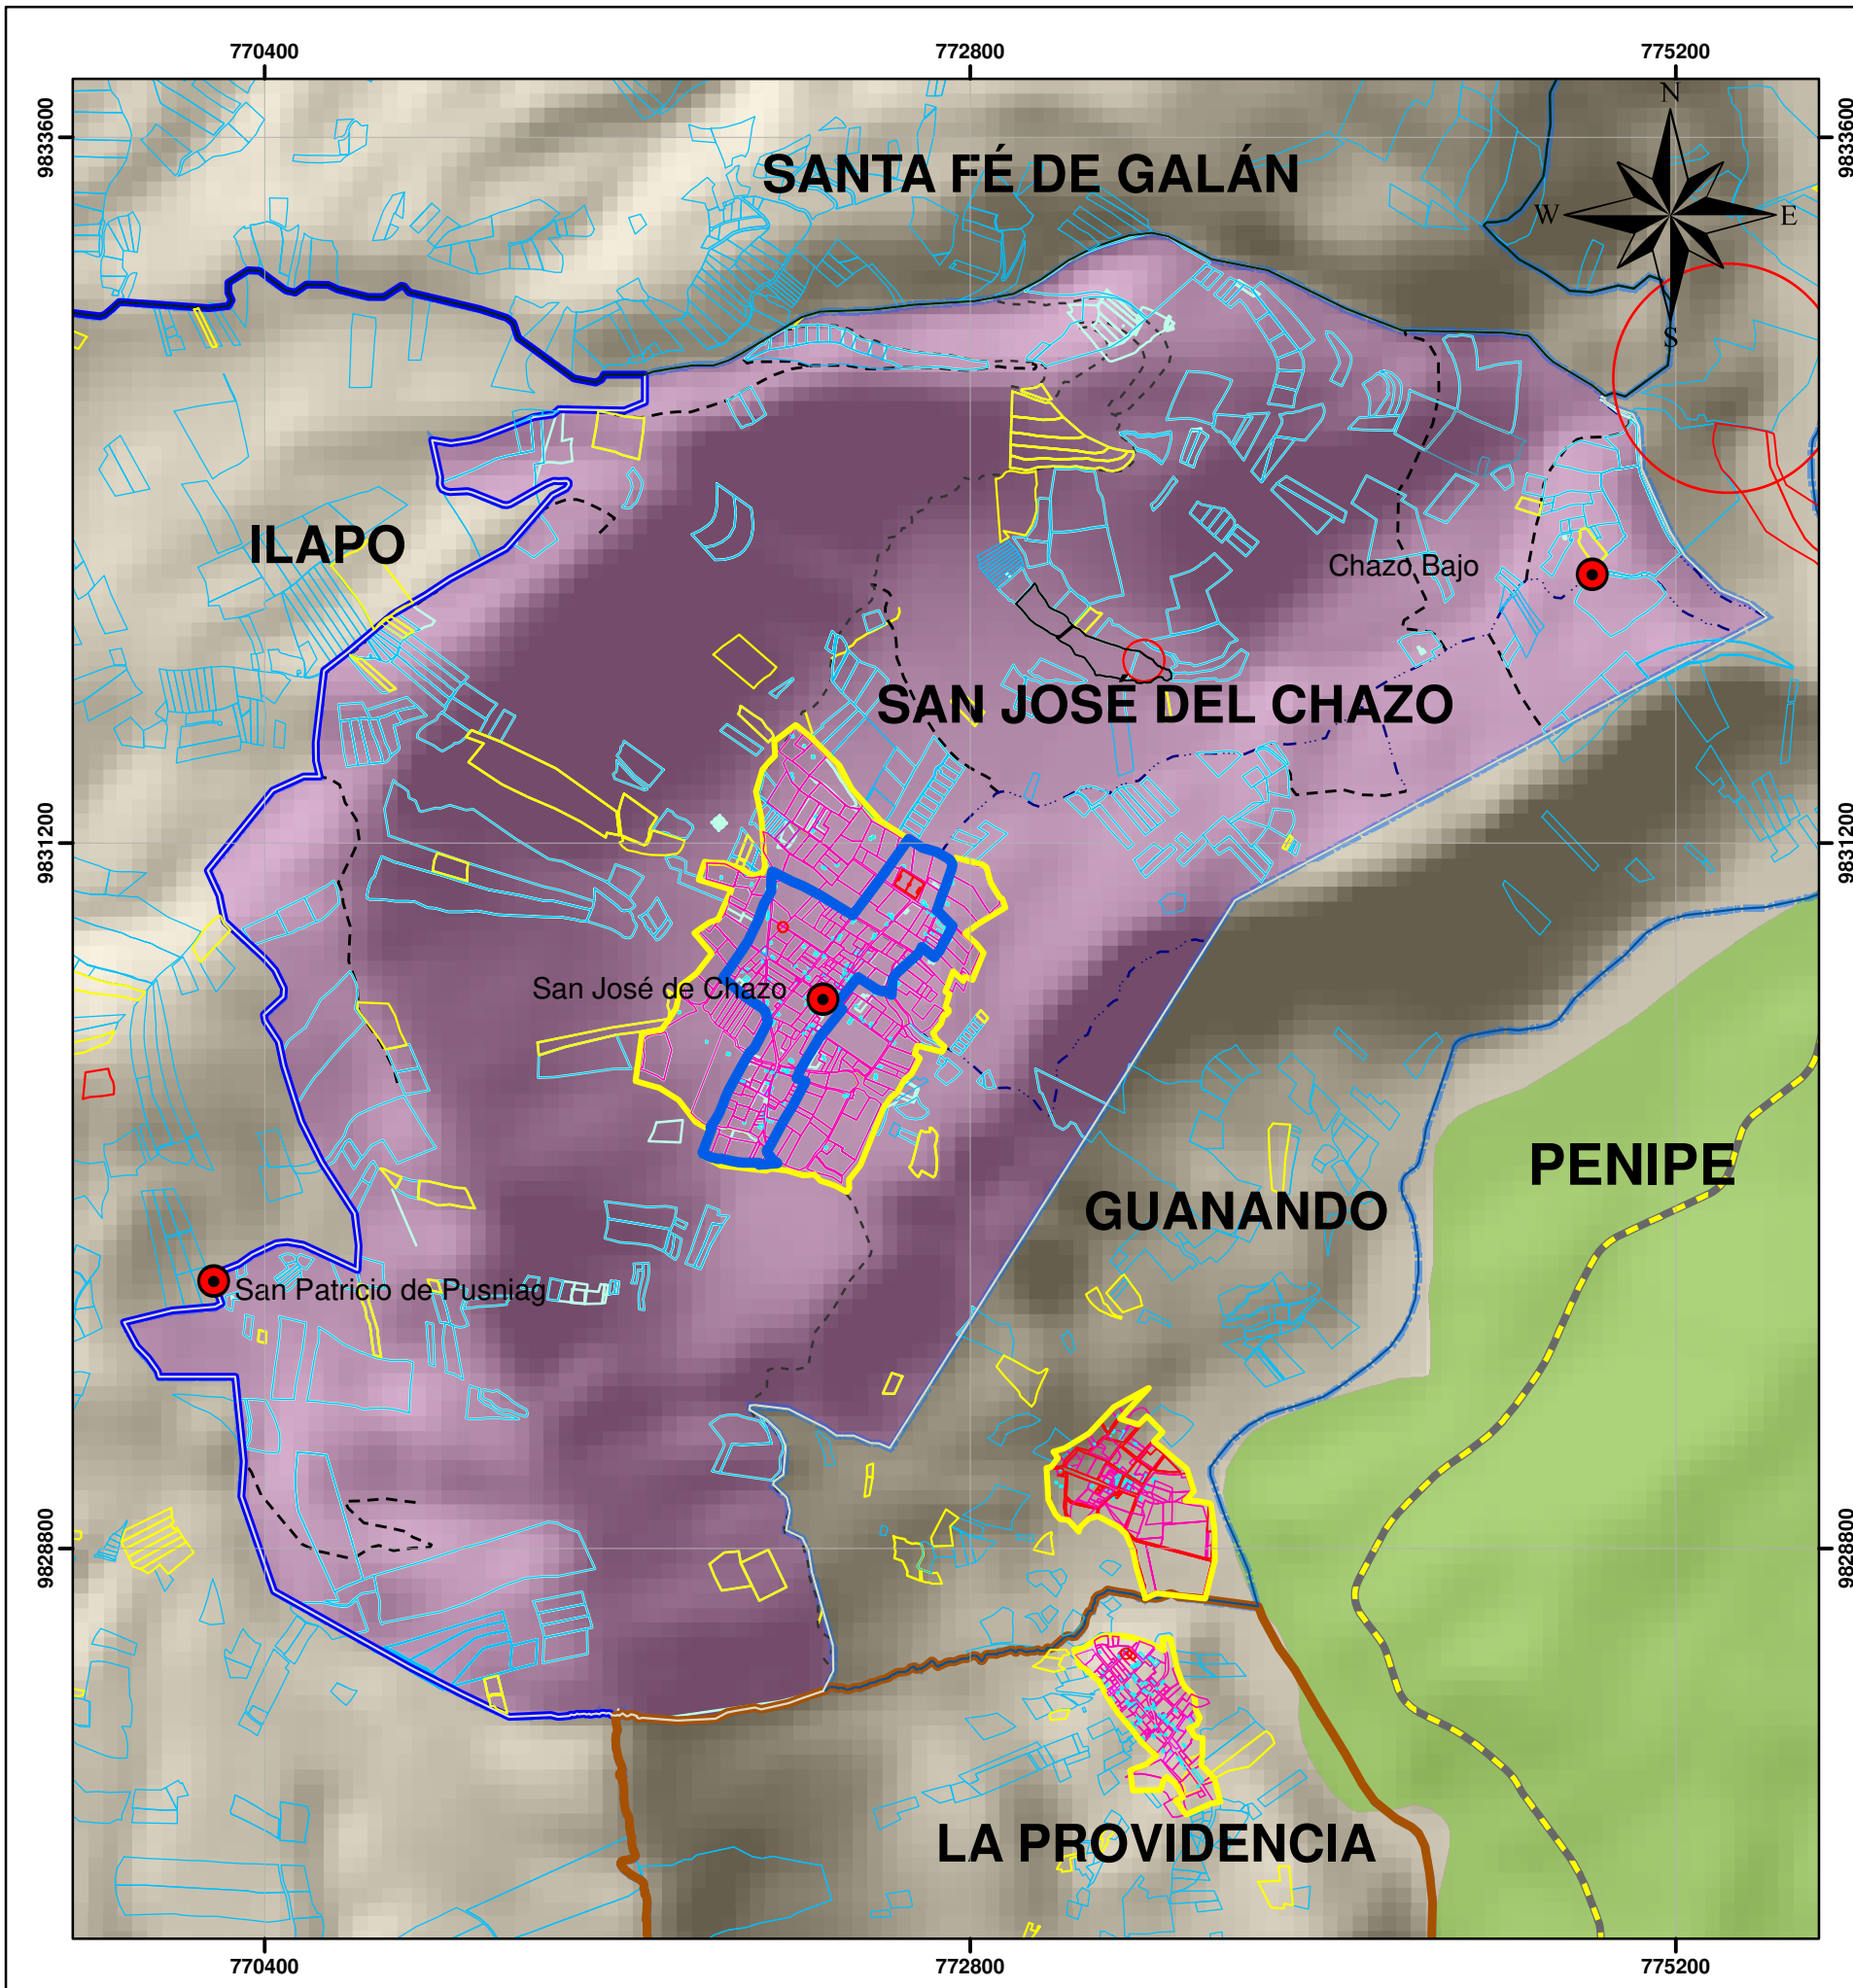 770400 772800 775200
9833600 9833600
N
SANTA FÉ DE GALÁN
W E
S
ILAPO
Chazo Bajo
SAN JOSÉ DEL CHAZO
9831200 9831200
San José de Chazo
PENIPE
GUANANDO
San Patricio de Pusniag
9828800 9828800
LA PROVIDENCIA
770400 772800 775200